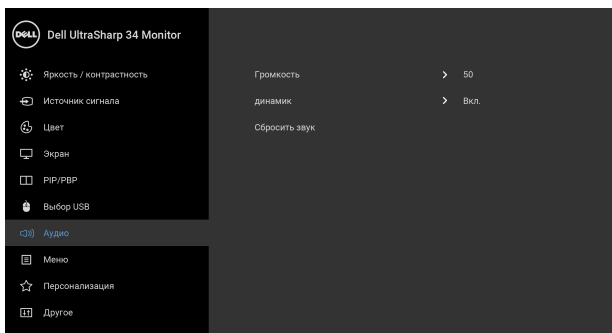 DELL Dell UltraSharp 34 Monitor
Яркость / контрастность
Громкость 50
Источник сигнала
динамик Вкл.
Цвет
Сбросить звук
Экран
PIP/PBP
Выбор USB
Аудио
Меню
Персонализация
Другое